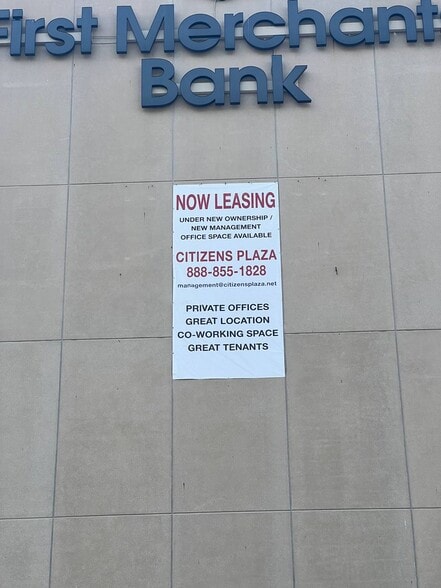 First Merchant
Bank
NOW LEASING
UNDER NEW OWNERSHIP /
NEW MANAGEMENT
OFFICE SPACE AVAILABLE
CITIZENS PLAZA
888-855-1828
management@citizensplaza.net
PRIVATE OFFICES
GREAT LOCATION
CO-WORKING SPACE
GREAT TENANTS